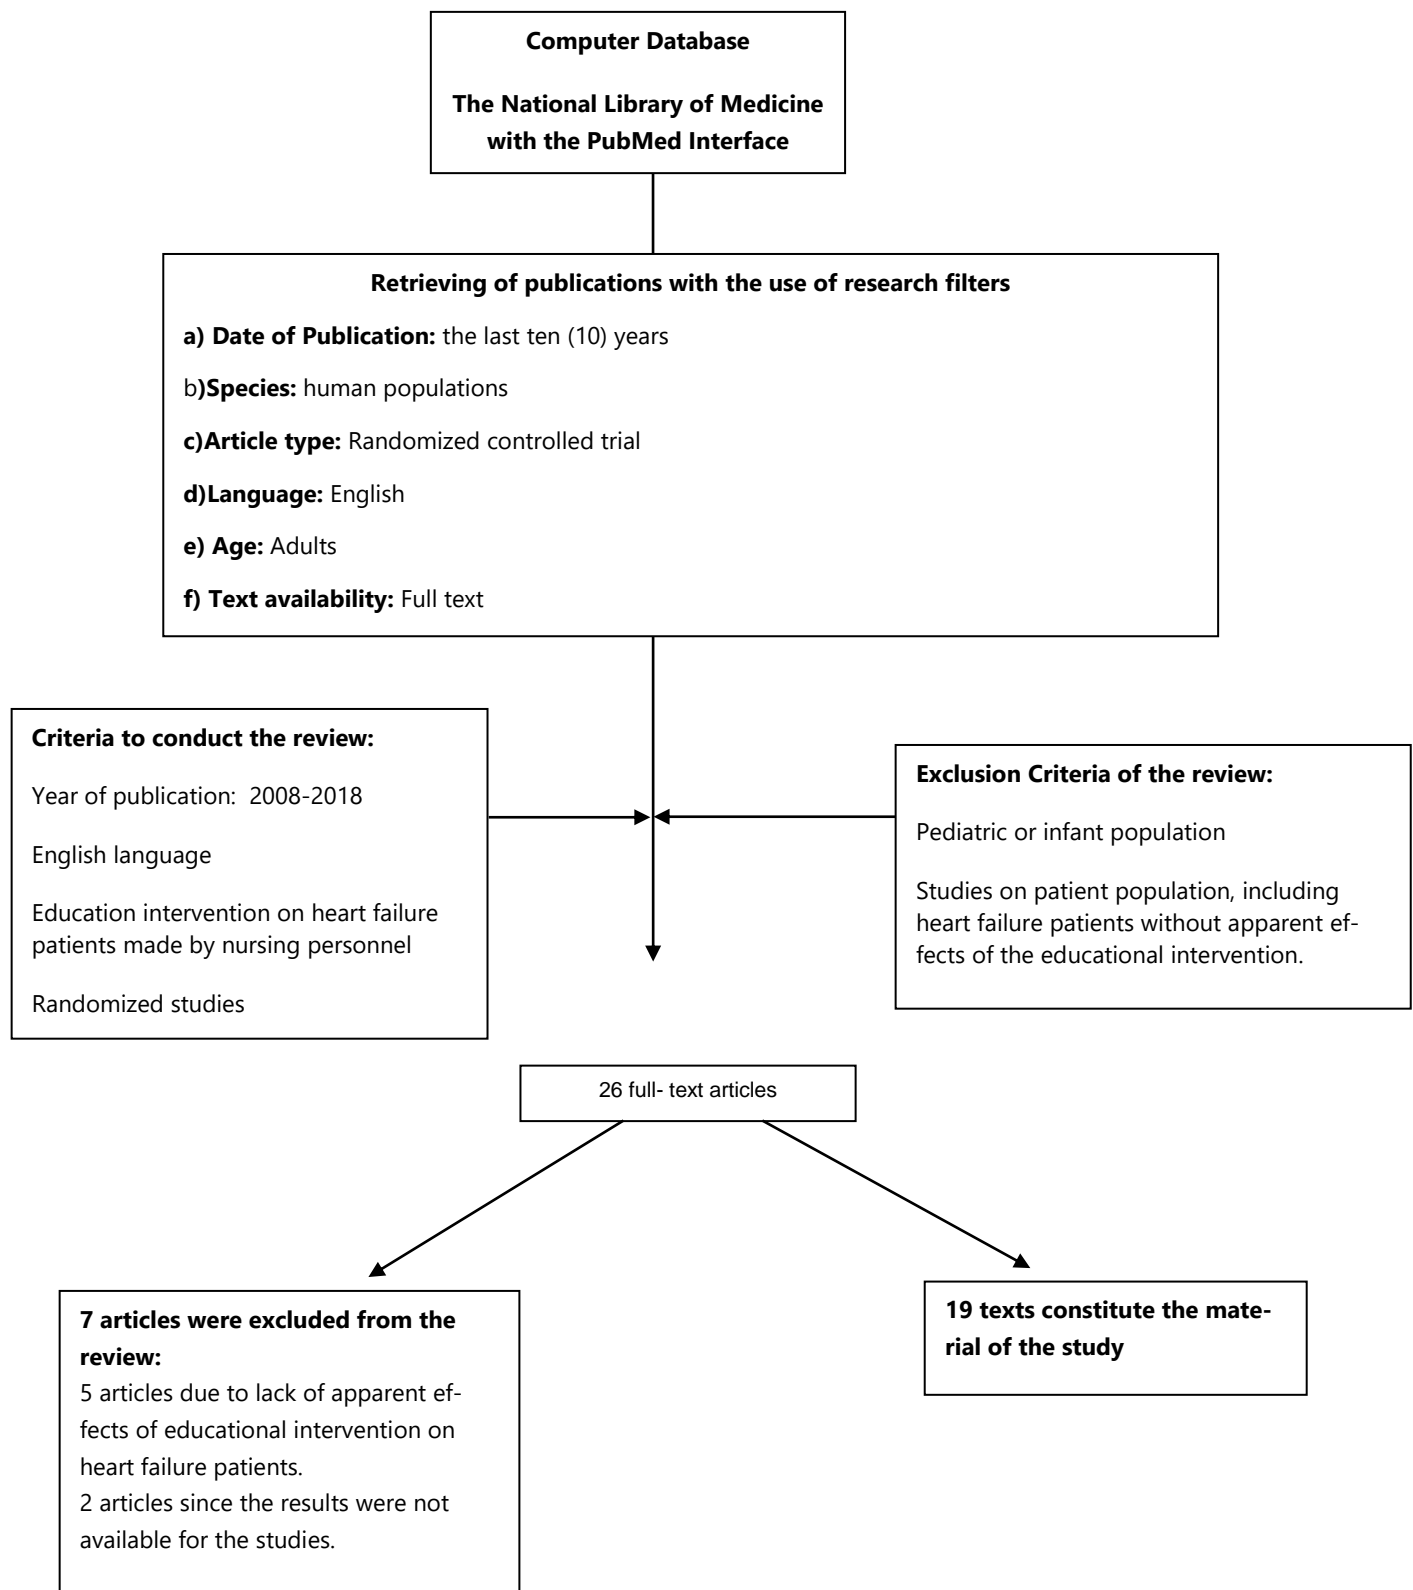 Computer Database
The National Library of Medicine
with the PubMed Interface
Retrieving of publications with the use of research filters
a) Date of Publication: the last ten (10) years
b)Species: human populations
c)Article type: Randomized controlled trial
d)Language: English
e) Age: Adults
f) Text availability: Full text
Criteria to conduct the review:
Year of publication: 2008-2018
English language
Education intervention on heart failure
patients made by nursing personnel
Randomized studies
Exclusion Criteria of the review:
Pediatric or infant population
Studies on patient population, including
heart failure patients without apparent ef-
fects of the educational intervention.
26 full- text articles
7 articles were excluded from the
review:
5 articles due to lack of apparent ef-
fects of educational intervention on
heart failure patients.
2 articles since the results were not
available for the studies.
19 texts constitute the mate-
rial of the study